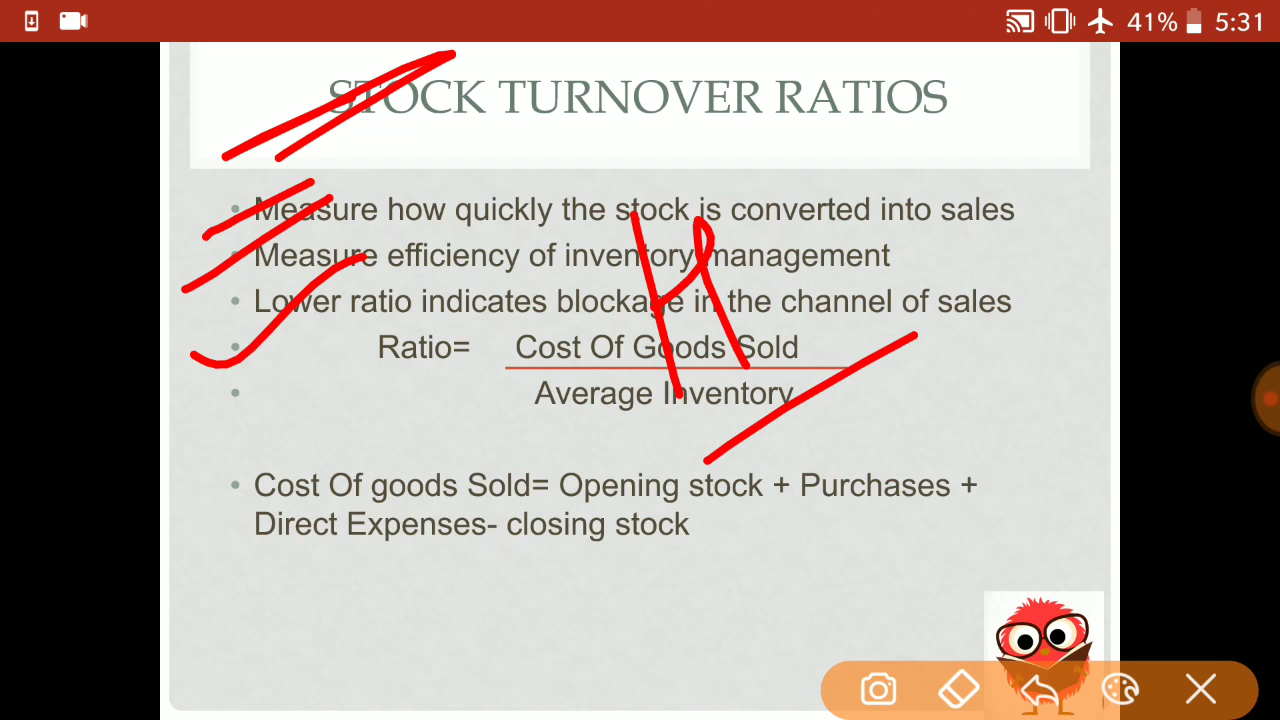 41% 5:31
STOCK TURNOVER RATIOS
• Measure how quickly the stock is converted into sales
• Measure efficiency of inventory management
• Lower ratio indicates blockage in the channel of sales
• Ratio= Cost Of Goods Sold
• Average Inventory
• Cost Of goods Sold= Opening stock + Purchases +
Direct Expenses- closing stock